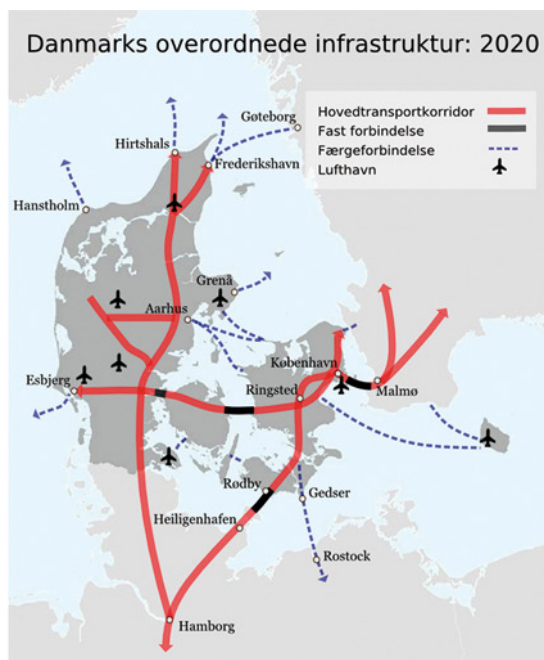 Danmarks overordnede infrastruktur: 2020
Hovedtransportkorridor
Fast forbindelse
Færgeforbindelse
Lufthavn
Gøteborg
Hirtshals
Frederikshavn
Hanstholm
Grenå
Aarhus
København
Esbjerg
Ringsted
Malmø
Rødby
Gedser
Heiligenhafen
Rostock
Hamborg